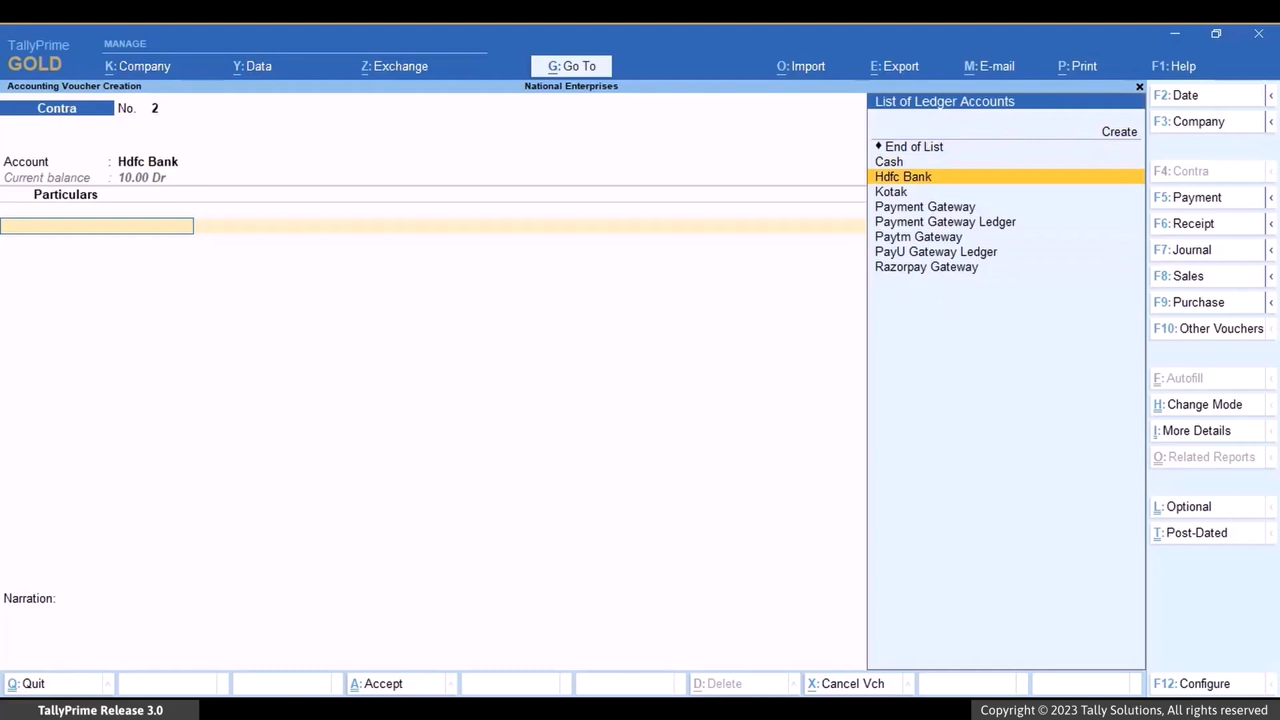 TallyPrime
GOLD
MANAGE
K: Company
Y: Data
Z: Exchange
G: Go To
O: Import
E: Export
M: E-mail
P: Print
F1: Help
Accounting Voucher Creation
National Enterprises
Contra
No. 2
Account : Hdfc Bank
Current balance : 10.00 Dr
Particulars
Narration:
List of Ledger Accounts
Create
♦ End of List
Cash
Hdfc Bank
Kotak
Payment Gateway
Payment Gateway Ledger
Paytm Gateway
PayU Gateway Ledger
Razorpay Gateway
F2: Date
F3: Company
F4: Contra
F5: Payment
F6: Receipt
F7: Journal
F8: Sales
F9: Purchase
F10: Other Vouchers
F: Autofill
H: Change Mode
I: More Details
O: Related Reports
L: Optional
T: Post-Dated
Q: Quit
A: Accept
D: Delete
X: Cancel Vch
F12: Configure
TallyPrime Release 3.0
Copyright © 2023 Tally Solutions, All rights reserved